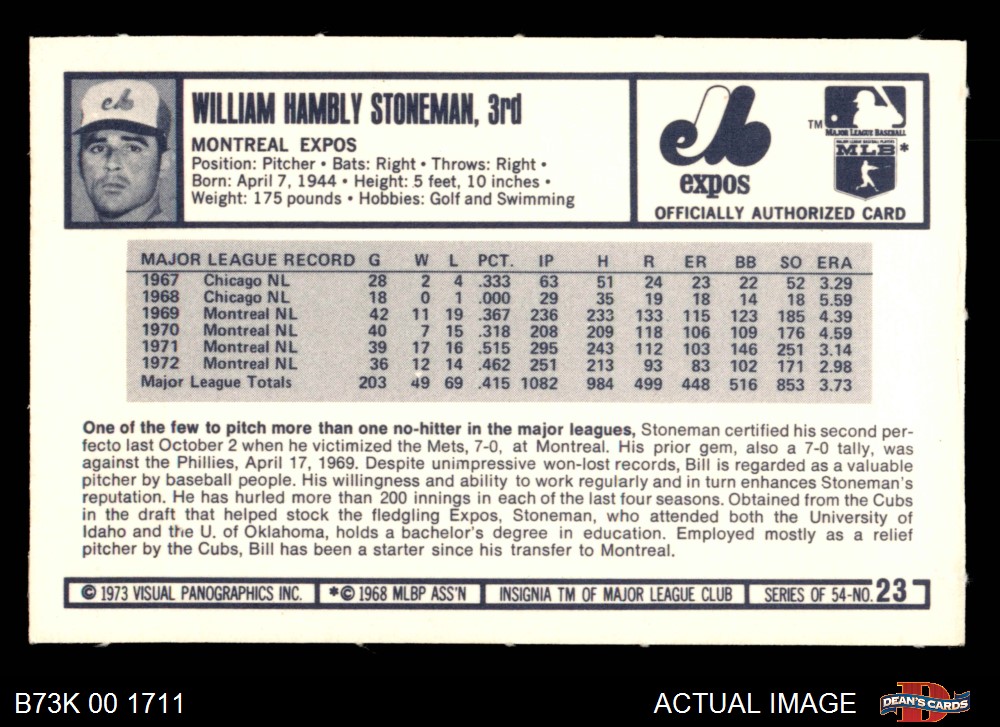 eb
WILLIAM HAMBLY STONEMAN, 3rd
MONTREAL EXPOS
Position: Pitcher • Bats: Right • Throws: Right •
Born: April 7, 1944 • Height: 5 feet, 10 inches •
Weight: 175 pounds • Hobbies: Golf and Swimming
eb
expos
TM
MAJOR LEAGUE BASEBALL
MAJOR LEAGUE BASEBALL PLAYERS
MLB *
OFFICIALLY AUTHORIZED CARD
MAJOR LEAGUE RECORD G W L PCT. IP H R ER BB SO ERA
1967 Chicago NL 28 2 4 .333 63 51 24 23 22 52 3.29
1968 Chicago NL 18 0 1 .000 29 35 19 18 14 18 5.59
1969 Montreal NL 42 11 19 .367 236 233 133 115 123 185 4.39
1970 Montreal NL 40 7 15 .318 208 209 118 106 109 176 4.59
1971 Montreal NL 39 17 16 .515 295 243 112 103 146 251 3.14
1972 Montreal NL 36 12 14 .462 251 213 93 83 102 171 2.98
Major League Totals 203 49 69 .415 1082 984 499 448 516 853 3.73
One of the few to pitch more than one no-hitter in the major leagues, Stoneman certified his second per-
fecto last October 2 when he victimized the Mets, 7-0, at Montreal. His prior gem, also a 7-0 tally, was
against the Phillies, April 17, 1969. Despite unimpressive won-lost records, Bill is regarded as a valuable
pitcher by baseball people. His willingness and ability to work regularly and in turn enhances Stoneman's
reputation. He has hurled more than 200 innings in each of the last four seasons. Obtained from the Cubs
in the draft that helped stock the fledgling Expos, Stoneman, who attended both the University of
Idaho and the U. of Oklahoma, holds a bachelor's degree in education. Employed mostly as a relief
pitcher by the Cubs, Bill has been a starter since his transfer to Montreal.
© 1973 VISUAL PANOGRAPHICS INC. *© 1968 MLBP ASS'N INSIGNIA TM OF MAJOR LEAGUE CLUB SERIES OF 54-NO. 23
B73K 00 1711 ACTUAL IMAGE D DEAN'S CARDS